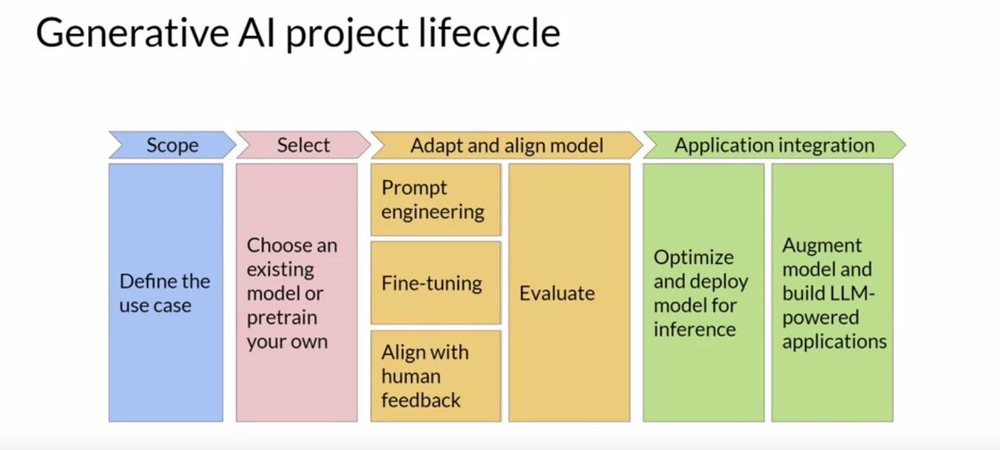 Generative AI project lifecycle
Scope
Select
Adapt and align model
Application integration
Define the
use case
Choose an
existing
model or
pretrain
your own
Prompt
engineering
Fine-tuning
Align with
human
feedback
Evaluate
Optimize
and deploy
model for
inference
Augment
model and
build LLM-
powered
applications